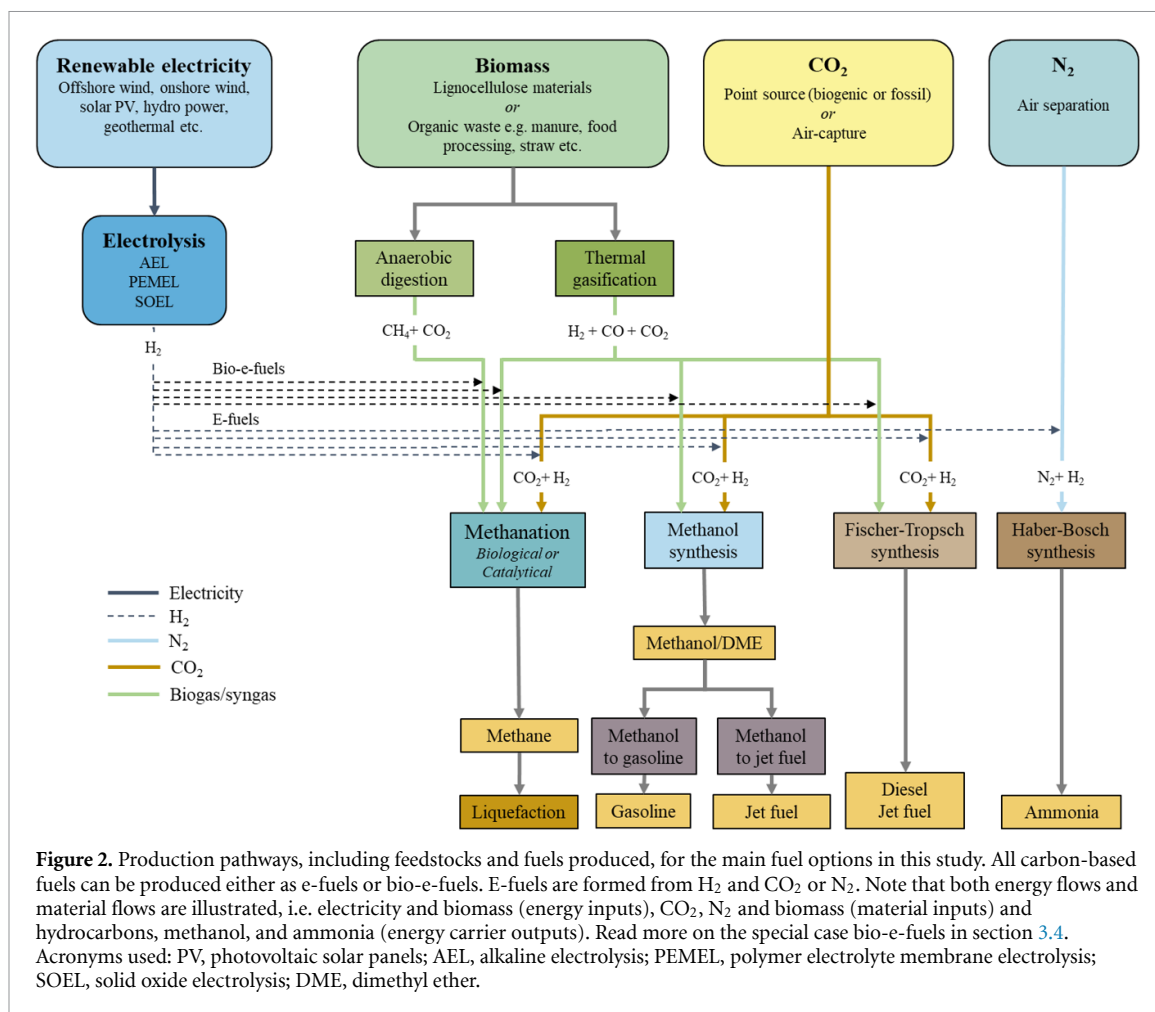 Renewable electricity
Offshore wind, onshore wind,
solar PV, hydro power,
geothermal etc.
Biomass
Lignocellulose materials
or
Organic waste e.g. manure, food
processing, straw etc.
CO₂
Point source (biogenic or fossil)
or
Air-capture
N₂
Air separation
Electrolysis
AEL
PEMEL
SOEL
Anaerobic
digestion
Thermal
gasification
CH₄+ CO₂
H₂ + CO + CO₂
H₂
Bio-e-fuels
E-fuels
CO₂+ H₂
CO₂+ H₂
CO₂+ H₂
N₂+ H₂
Methanation
Biological or
Catalytical
Methanol
synthesis
Fischer-Tropsch
synthesis
Haber-Bosch
synthesis
Electricity
H₂
N₂
CO₂
Biogas/syngas
Methanol/DME
Methane
Methanol
to gasoline
Methanol
to jet fuel
Liquefaction
Gasoline
Jet fuel
Diesel
Jet fuel
Ammonia
Figure 2. Production pathways, including feedstocks and fuels produced, for the main fuel options in this study. All carbon-based
fuels can be produced either as e-fuels or bio-e-fuels. E-fuels are formed from H₂ and CO₂ or N₂. Note that both energy flows and
material flows are illustrated, i.e. electricity and biomass (energy inputs), CO₂, N₂ and biomass (material inputs) and
hydrocarbons, methanol, and ammonia (energy carrier outputs). Read more on the special case bio-e-fuels in section 3.4.
Acronyms used: PV, photovoltaic solar panels; AEL, alkaline electrolysis; PEMEL, polymer electrolyte membrane electrolysis;
SOEL, solid oxide electrolysis; DME, dimethyl ether.